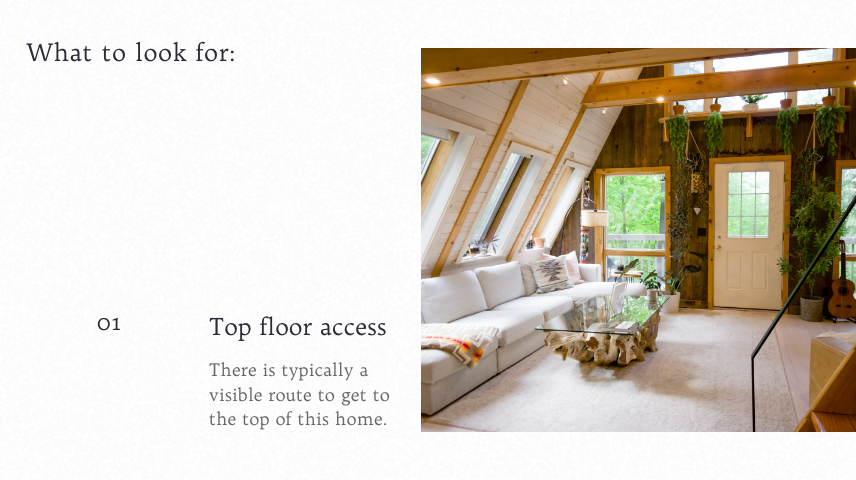 What to look for:
01
Top floor access
There is typically a
visible route to get to
the top of this home.